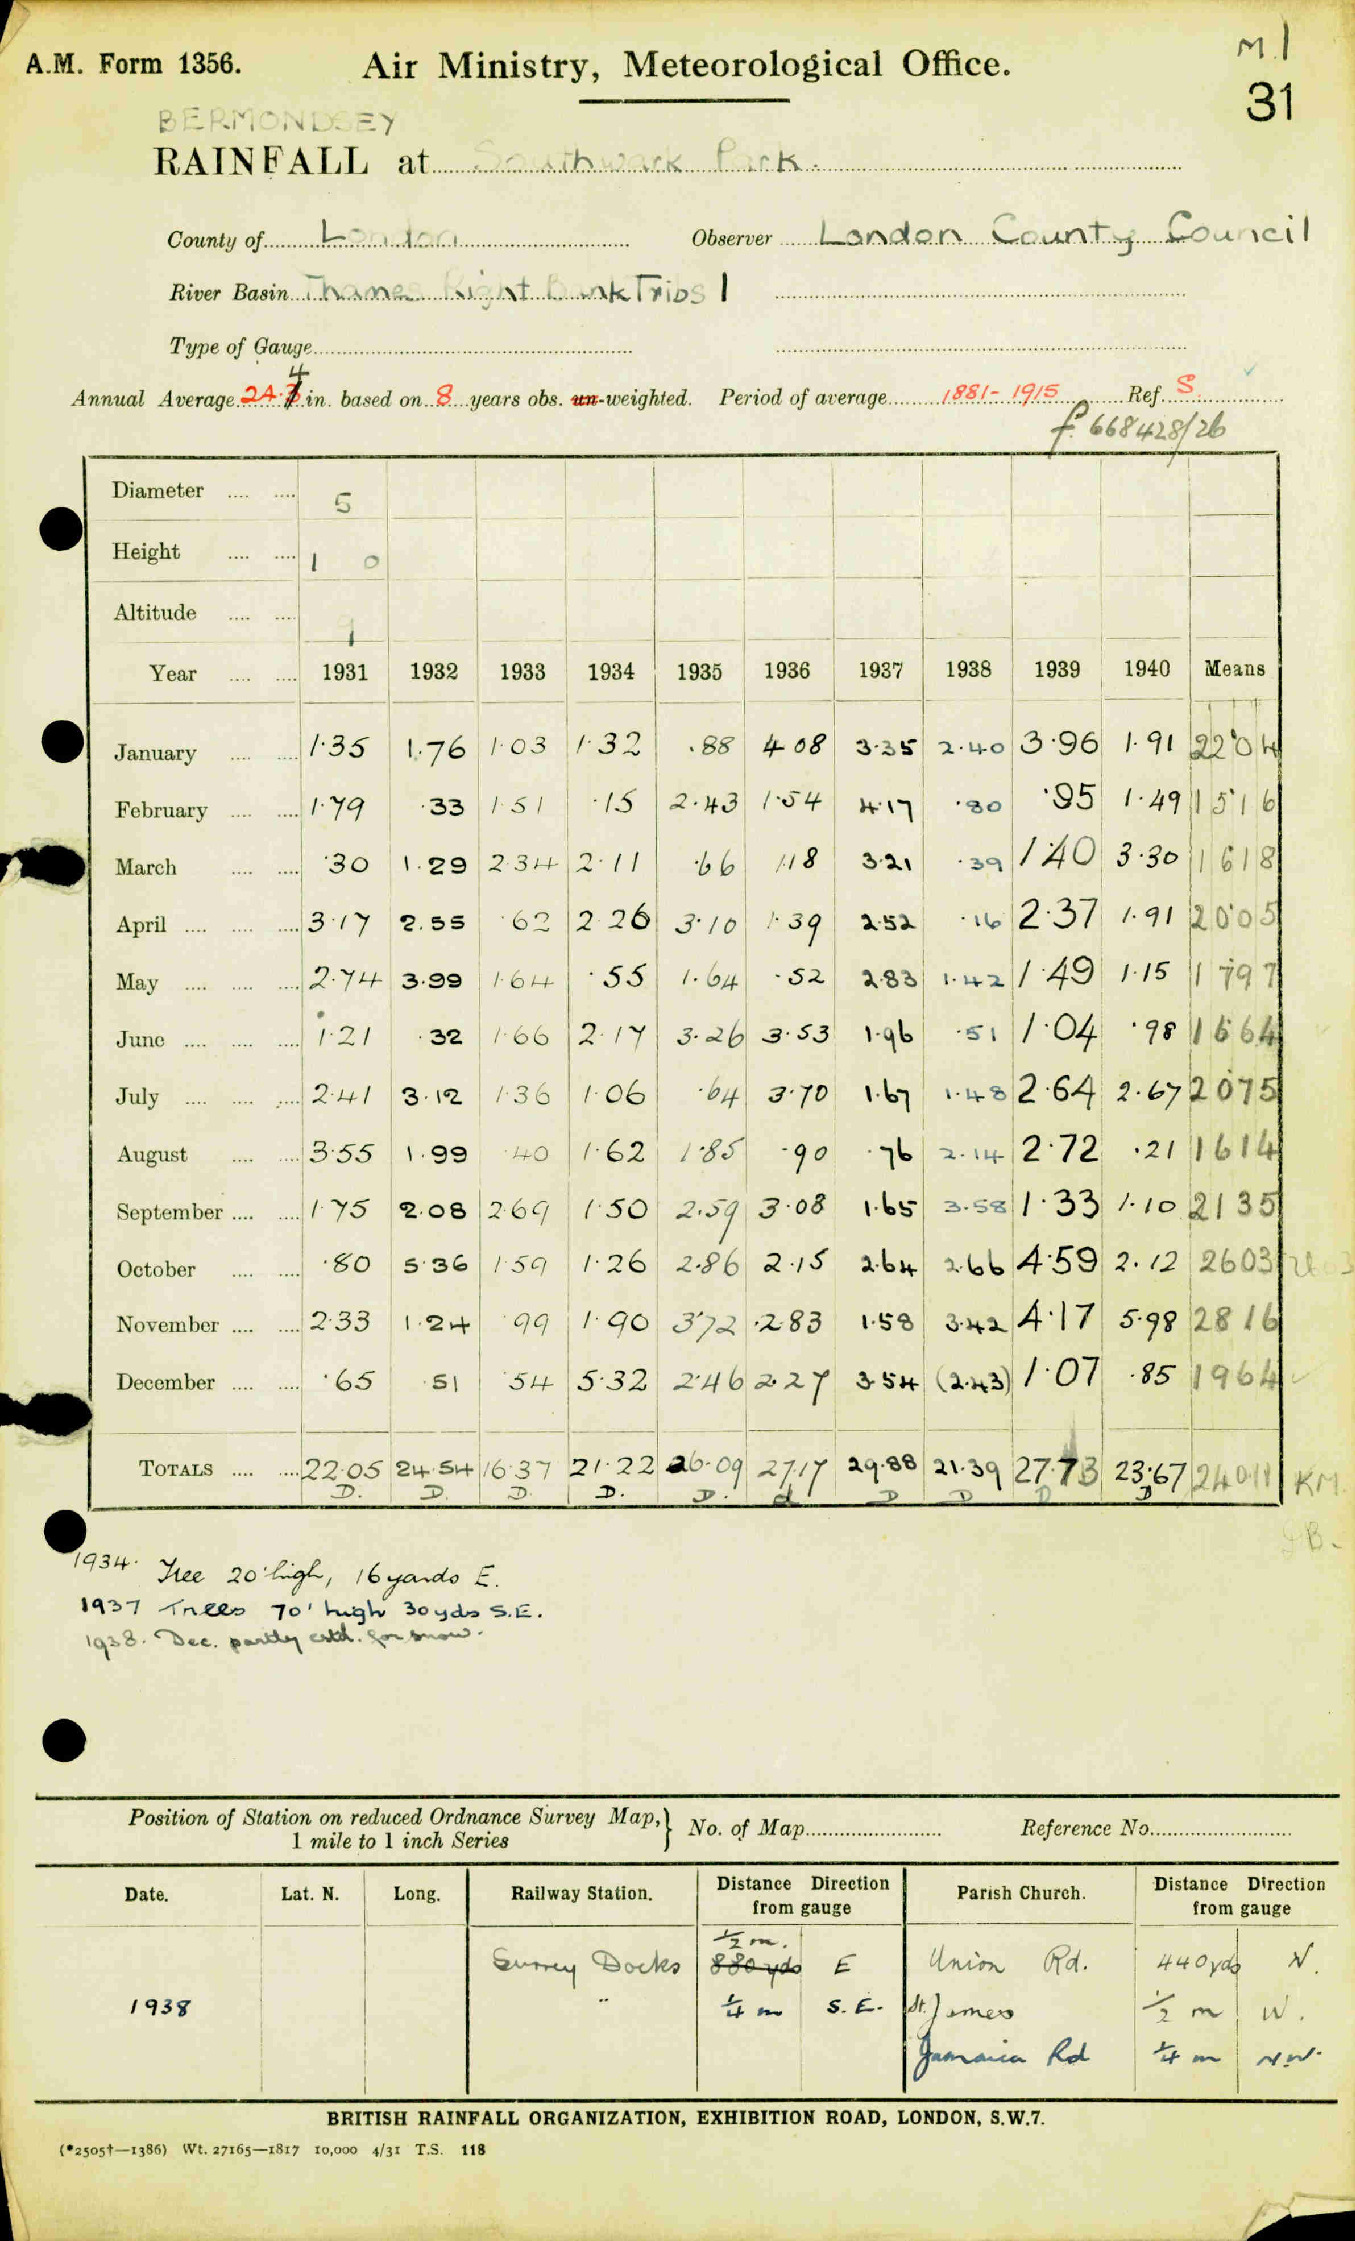 A.M. Form 1356. Air Ministry, Meteorological Office. M 1
31
BERMONDSEY
RAINFALL at Southwark Park.
County of London Observer London County Council
River Basin Thames Right Bank Tribs 1
Type of Gauge
4
Annual Average 24.3 in. based on 8 years obs. un-weighted. Period of average 1881-1915 Ref. S.
f. 668428/26
Diameter 5
Height 1 0
Altitude 9
Year 1931 1932 1933 1934 1935 1936 1937 1938 1939 1940 Means
January 1.35 1.76 1.03 1.32 .88 4.08 3.35 2.40 3.96 1.91 22.04
February 1.79 .33 1.51 .15 2.43 1.54 4.17 .80 .95 1.49 15.16
March .30 1.29 2.34 2.11 .66 1.18 3.21 .39 1.40 3.30 1618
April 3.17 2.55 .62 2.26 3.10 1.39 2.52 .16 2.37 1.91 20.05
May 2.74 3.99 1.64 .55 1.64 .52 2.83 1.42 1.49 1.15 1797
June 1.21 .32 1.66 2.17 3.26 3.53 1.96 .51 1.04 .98 1664
July 2.41 3.12 1.36 1.06 .64 3.70 1.67 1.48 2.64 2.67 2075
August 3.55 1.99 .40 1.62 1.85 .90 .76 2.14 2.72 .21 1614
September 1.75 2.08 2.69 1.50 2.59 3.08 1.65 3.58 1.33 1.10 2135
October .80 5.36 1.59 1.26 2.86 2.15 2.64 2.66 4.59 2.12 2603
November 2.33 1.24 .99 1.90 3.72 2.83 1.58 3.42 4.17 5.98 2816
December .65 .51 .54 5.32 2.46 2.27 3.54 (2.43) 1.07 .85 1964
TOTALS 22.05 24.54 16.37 21.22 26.09 27.17 29.88 21.39 27.73 23.67 24011 KM.
D. D. D. D. D. d D D D D
J.B.
1934. Tree 20' high, 16 yards E.
1937 Trees 70' high 30 yds S.E.
1938. Dec. partly estd. for snow.
Position of Station on reduced Ordnance Survey Map, } No. of Map Reference No.
1 mile to 1 inch Series
Date. Lat. N. Long. Railway Station. Distance Direction from gauge Parish Church. Distance Direction from gauge
½ m.
Surrey Docks 880 yds E Union Rd. 440 yds N.
1938 " ¼ m S.E. St. James ½ m W.
Jamaica Rd ¼ m N.W.
BRITISH RAINFALL ORGANIZATION, EXHIBITION ROAD, LONDON, S.W.7.
(*2505†—1386) Wt. 27165—1817 10,000 4/31 T.S. 118